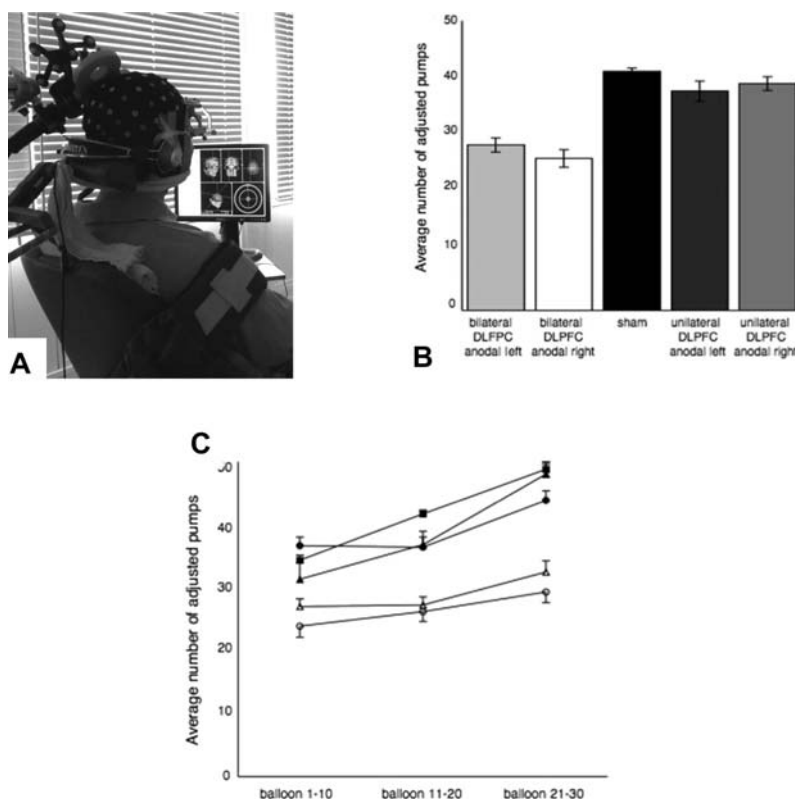 A
Average number of adjusted pumps
50
40
30
20
10
0
bilateral
DLFPC
anodal left
bilateral
DLPFC
anodal right
sham
unilateral
DLPFC
anodal left
unilateral
DLPFC
anodal right
B
C
Average number of adjusted pumps
50
40
30
20
10
0
balloon 1-10
balloon 11-20
balloon 21-30